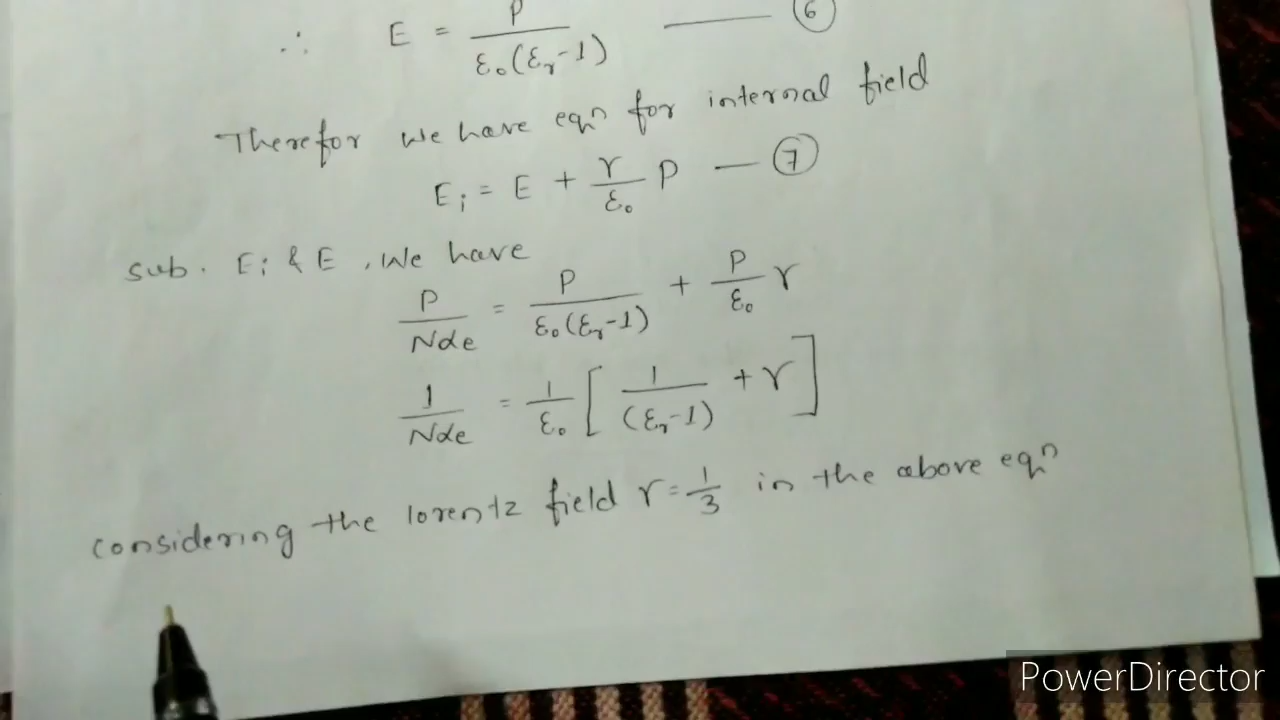 ∴ E = P / ε₀(εᵣ-1) —— ⑥
Therefor We have eqn for internal field
Eᵢ = E + γ/ε₀ P — ⑦
Sub. Eᵢ & E , We have
P/Nαe = P/ε₀(εᵣ-1) + P/ε₀ γ
1/Nαe = 1/ε₀ [ 1/(εᵣ-1) + γ ]
considering the lorentz field γ = 1/3 in the above eqn
PowerDirector